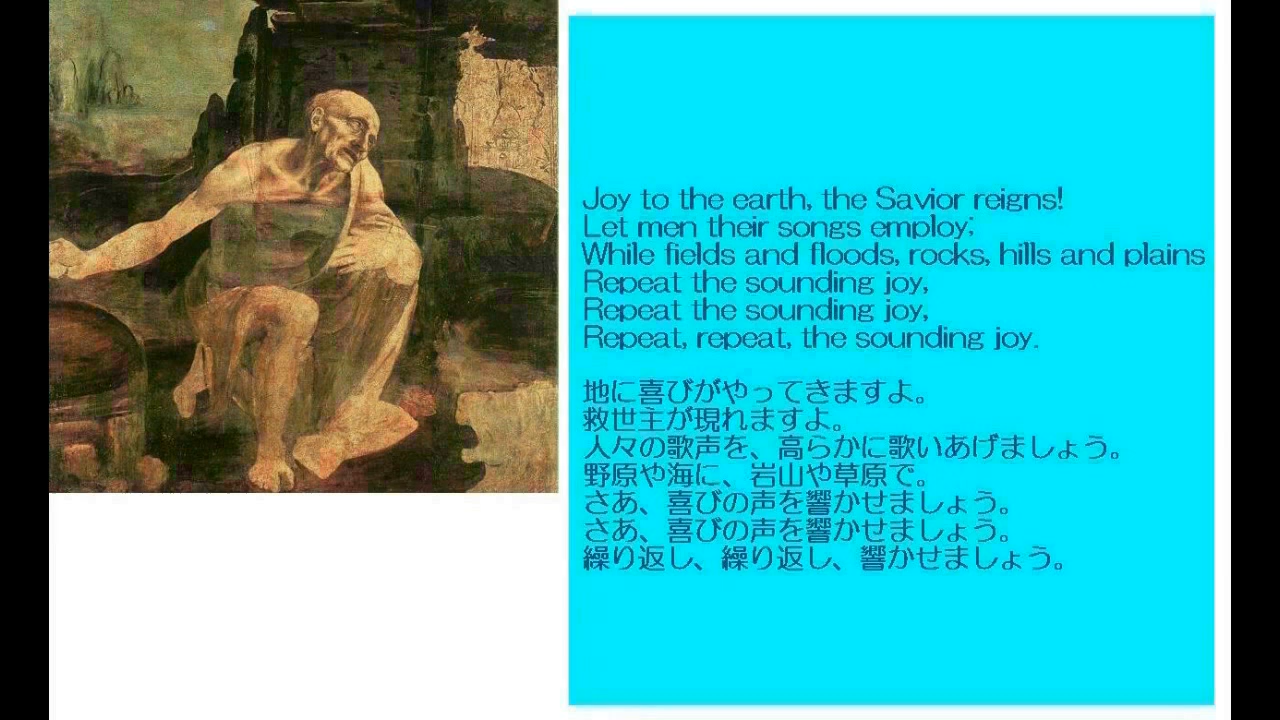 Joy to the earth, the Savior reigns!
Let men their songs employ;
While fields and floods, rocks, hills and plains
Repeat the sounding joy,
Repeat the sounding joy,
Repeat, repeat, the sounding joy.
地に喜びがやってきますよ。
救世主が現れますよ。
人々の歌声を、高らかに歌いあげましょう。
野原や海に、岩山や草原で。
さあ、喜びの声を響かせましょう。
さあ、喜びの声を響かせましょう。
繰り返し、繰り返し、響かせましょう。